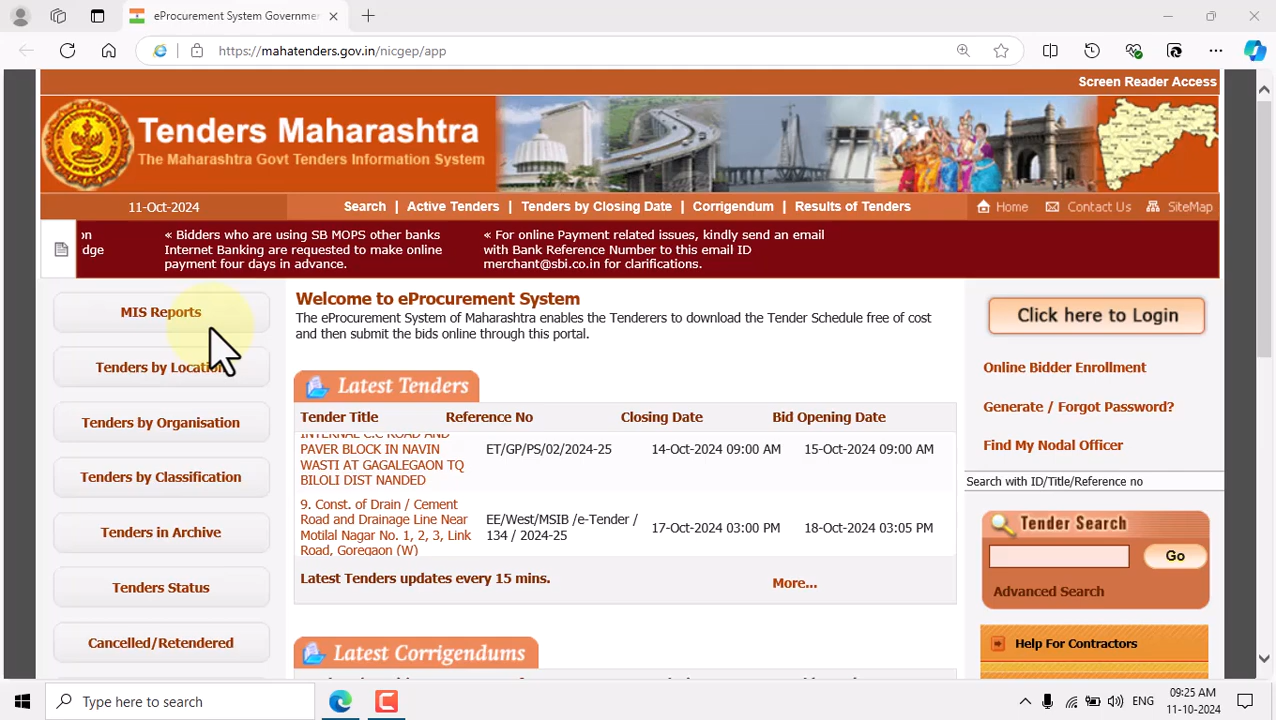 eProcurement System Governme
https://mahatenders.gov.in/nicgep/app
Screen Reader Access
Tenders Maharashtra
The Maharashtra Govt Tenders Information System
11-Oct-2024
Search | Active Tenders | Tenders by Closing Date | Corrigendum | Results of Tenders
Home Contact Us SiteMap
on
dge
« Bidders who are using SB MOPS other banks
Internet Banking are requested to make online
payment four days in advance.
« For online Payment related issues, kindly send an email
with Bank Reference Number to this email ID
merchant@sbi.co.in for clarifications.
MIS Reports
Tenders by Location
Tenders by Organisation
Tenders by Classification
Tenders in Archive
Tenders Status
Cancelled/Retendered
Welcome to eProcurement System
The eProcurement System of Maharashtra enables the Tenderers to download the Tender Schedule free of cost
and then submit the bids online through this portal.
Latest Tenders
Tender Title Reference No Closing Date Bid Opening Date
INTERNAL C.C ROAD AND
PAVER BLOCK IN NAVIN
WASTI AT GAGALEGAON TQ
BILOLI DIST NANDED
ET/GP/PS/02/2024-25 14-Oct-2024 09:00 AM 15-Oct-2024 09:00 AM
9. Const. of Drain / Cement
Road and Drainage Line Near
Motilal Nagar No. 1, 2, 3, Link
Road, Goregaon (W)
EE/West/MSIB /e-Tender /
134 / 2024-25
17-Oct-2024 03:00 PM 18-Oct-2024 03:05 PM
Latest Tenders updates every 15 mins.
More...
Latest Corrigendums
Click here to Login
Online Bidder Enrollment
Generate / Forgot Password?
Find My Nodal Officer
Search with ID/Title/Reference no
Tender Search
Go
Advanced Search
Help For Contractors
Type here to search
ENG
09:25 AM
11-10-2024